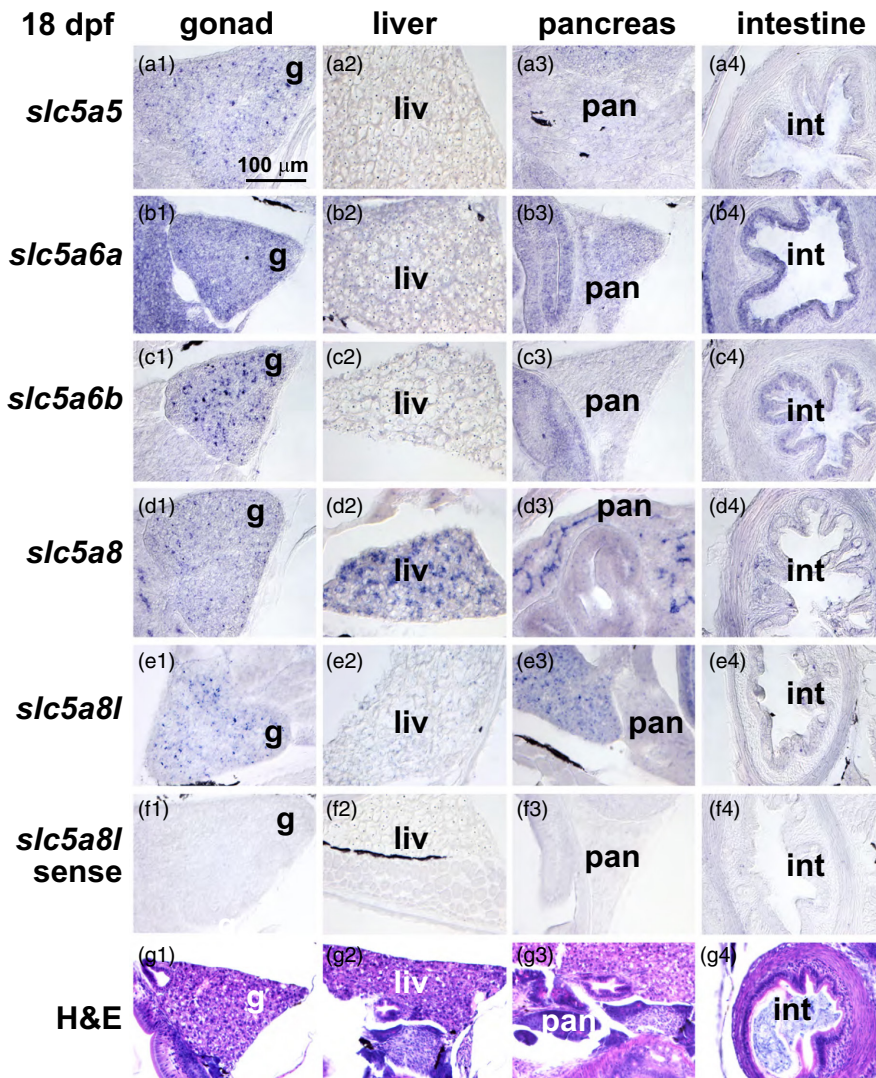 18 dpf gonad liver pancreas intestine
slc5a5 (a1) g 100 μm (a2) liv (a3) pan (a4) int
slc5a6a (b1) g (b2) liv (b3) pan (b4) int
slc5a6b (c1) g (c2) liv (c3) pan (c4) int
slc5a8 (d1) g (d2) liv (d3) pan (d4) int
slc5a8l (e1) g (e2) liv (e3) pan (e4) int
slc5a8l
sense (f1) g (f2) liv (f3) pan (f4) int
H&E (g1) g (g2) liv (g3) pan (g4) int